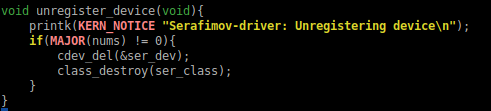 void unregister_device(void){
    printk(KERN_NOTICE "Serafimov-driver: Unregistering device\n");
    if(MAJOR(nums) != 0){
        cdev_del(&ser_dev);
        class_destroy(ser_class);
    }
}